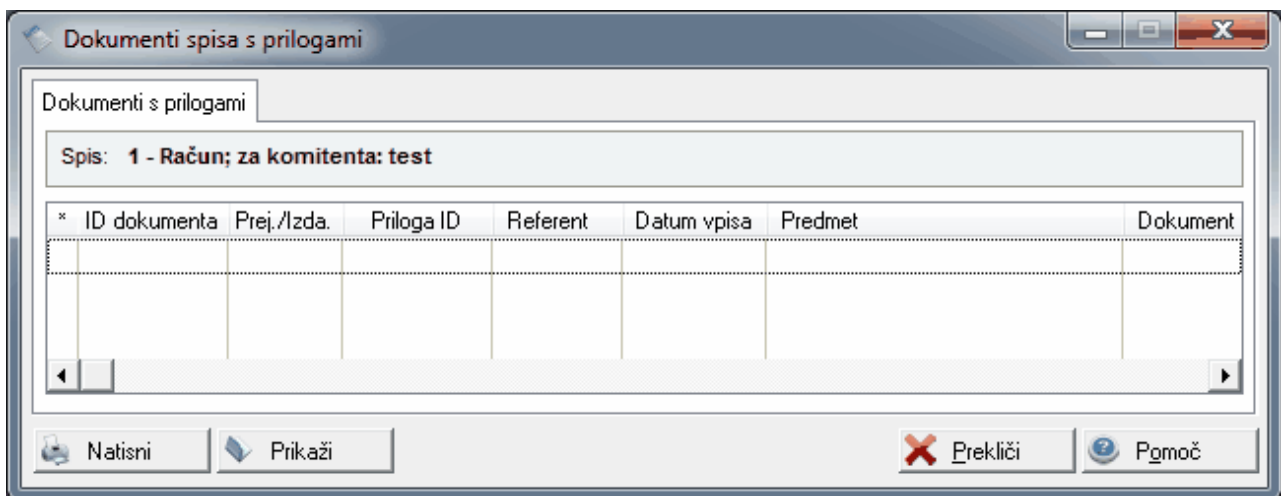 Dokumenti spisa s prilogami
Dokumenti s prilogami
Spis: 1 - Račun; za komitenta: test
* ID dokumenta Prej./Izda. Priloga ID Referent Datum vpisa Predmet Dokument
Natisni Prikaži Prekliči Pomoč